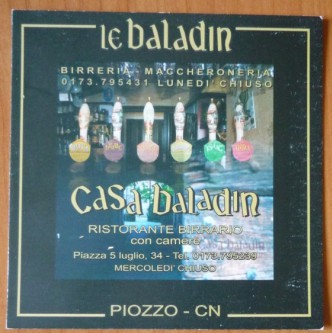 le baladin
BIRRERIA - MACCHERONERIA
0173.795431 LUNEDI' CHIUSO
Casa baladin
RISTORANTE BIRRARIO
con camere
Piazza 5 luglio, 34 - Tel. 0173.795239
MERCOLEDI' CHIUSO
PIOZZO - CN